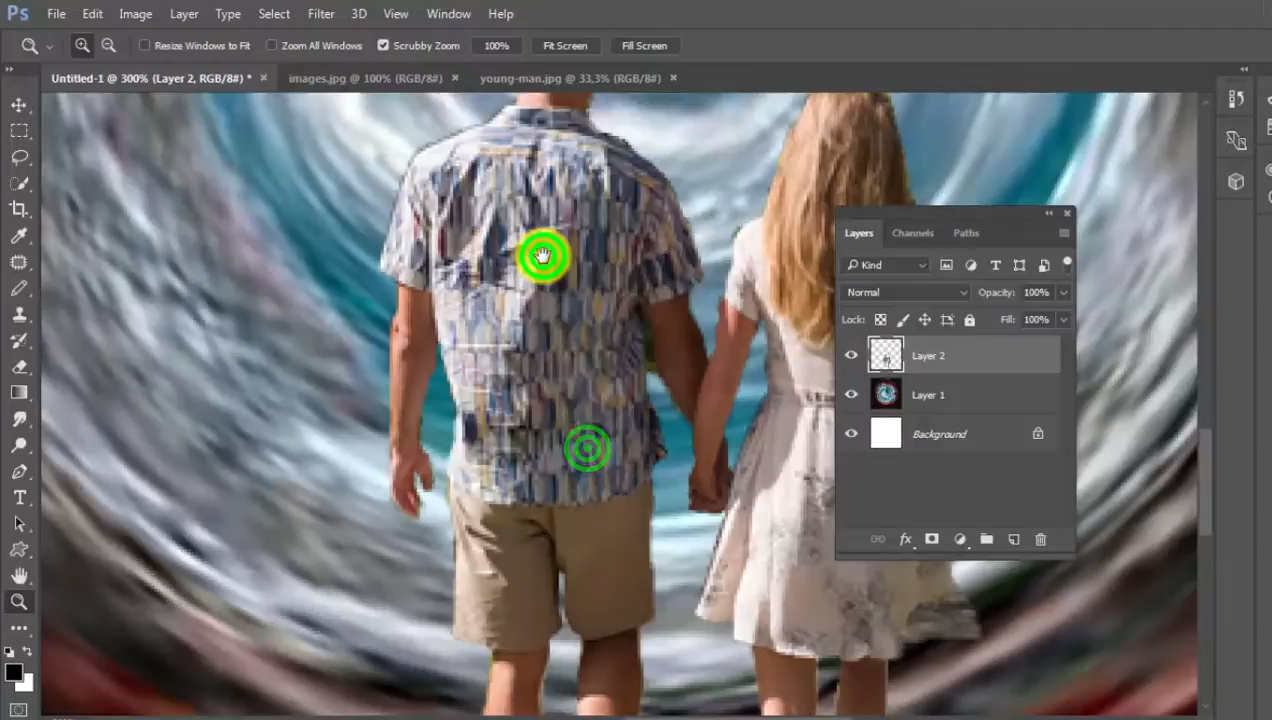 Ps File Edit Image Layer Type Select Filter 3D View Window Help
Resize Windows to Fit Zoom All Windows Scrubby Zoom 100% Fit Screen Fill Screen
Untitled-1 @ 300% (Layer 2, RGB/8#) * images.jpg @ 100% (RGB/8#) young-man.jpg @ 33,3% (RGB/8#)
Layers Channels Paths
Kind
Normal Opacity: 100%
Lock: Fill: 100%
Layer 2
Layer 1
Background
fx